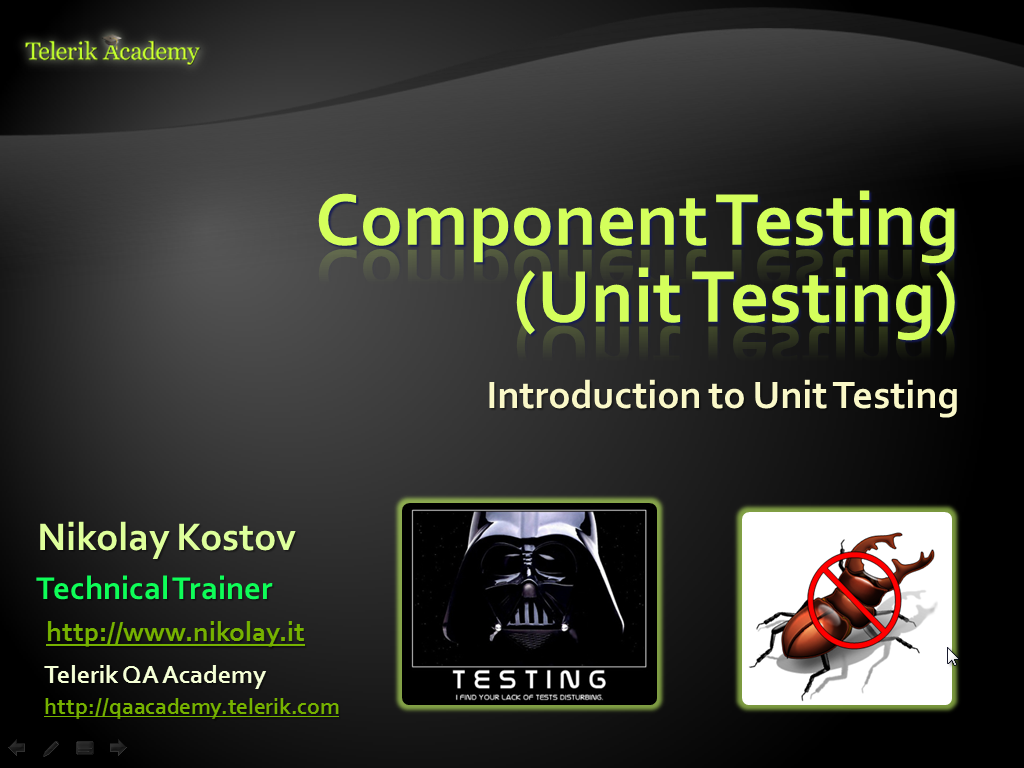 Telerik Academy
Component Testing
(Unit Testing)
Introduction to Unit Testing
Nikolay Kostov
Technical Trainer
http://www.nikolay.it
Telerik QA Academy
http://qaacademy.telerik.com
TESTING
I FIND YOUR LACK OF TESTS DISTURBING.